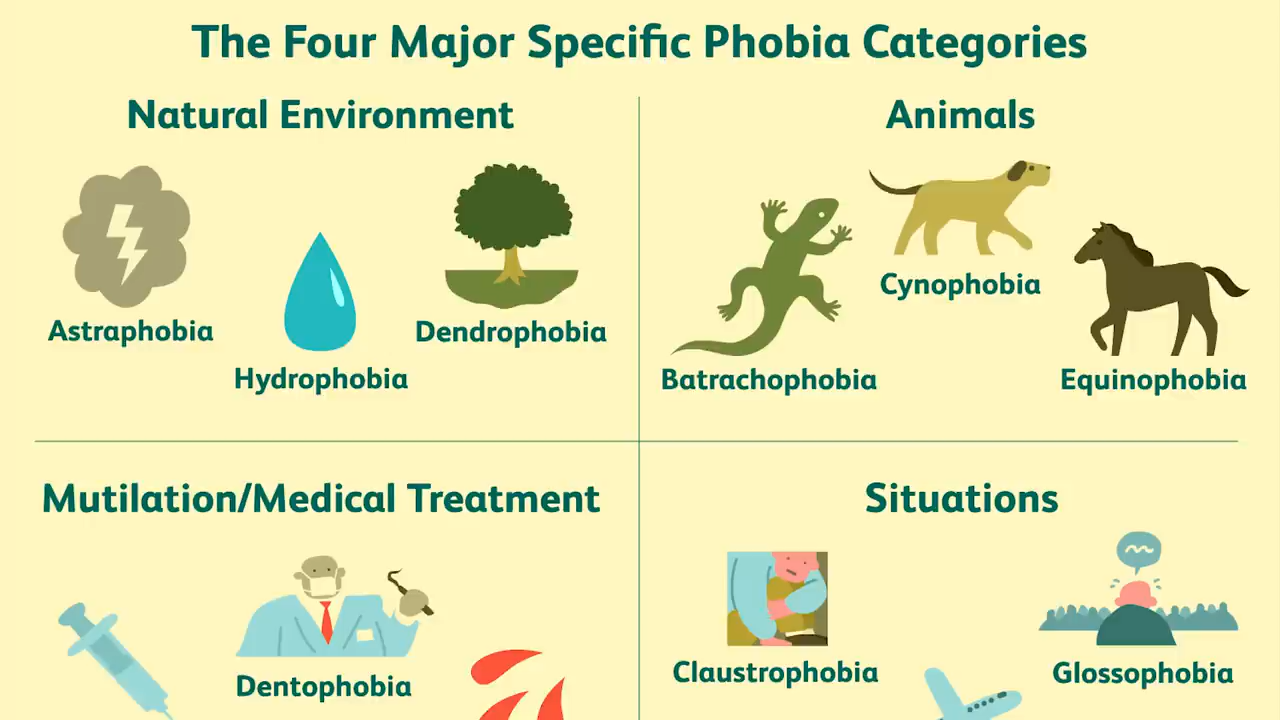 The Four Major Specific Phobia Categories
Natural Environment
Astraphobia
Hydrophobia
Dendrophobia
Animals
Batrachophobia
Cynophobia
Equinophobia
Mutilation/Medical Treatment
Dentophobia
Situations
Claustrophobia
Glossophobia